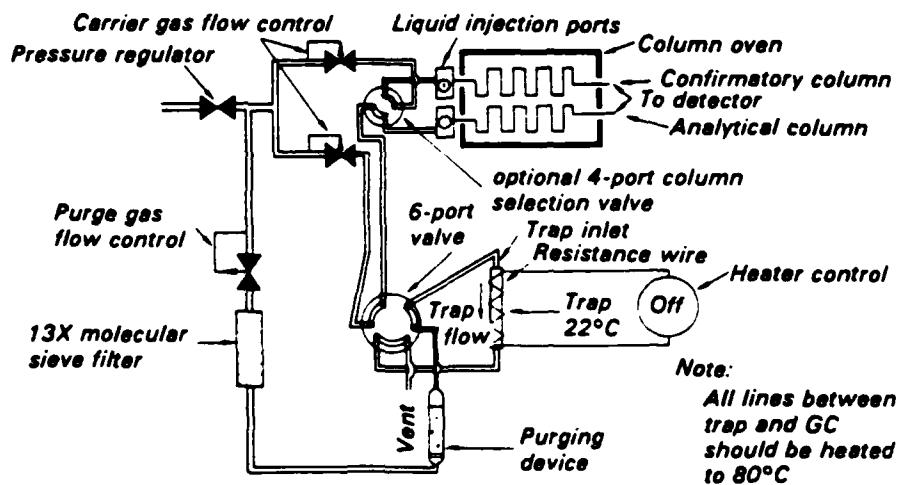 Carrier gas flow control
Pressure regulator
Liquid injection ports
Column oven
Confirmatory column
To detector
Analytical column
optional 4-port column
selection valve
6-port
valve
Trap inlet
Resistance wire
Purge gas
flow control
Heater control
Off
Trap
flow
Trap
22°C
13X molecular
sieve filter
Note:
All lines between
trap and GC
should be heated
to 80°C
Vent
Purging
device